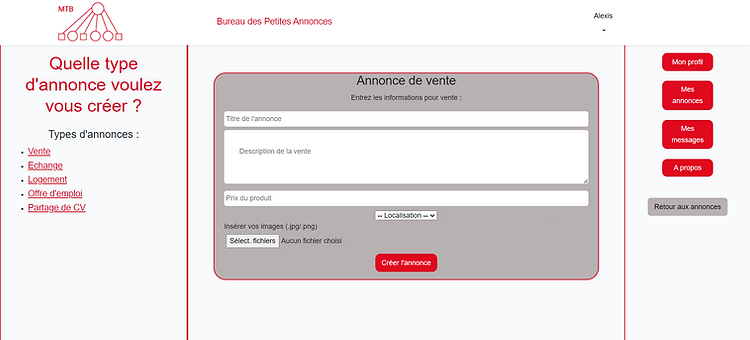 MTB
Bureau des Petites Annonces
Alexis
Quelle type
d'annonce voulez
vous créer ?
Types d'annonces :
Vente
Echange
Logement
Offre d'emploi
Partage de CV
Annonce de vente
Entrez les informations pour vente :
Titre de l'annonce
Description de la vente
Prix du produit
-- Localisation --
Insérer vos images (.jpg/.png)
Sélect. fichiers Aucun fichier choisi
Créer l'annonce
Mon profil
Mes
annonces
Mes
messages
A propos
Retour aux annonces